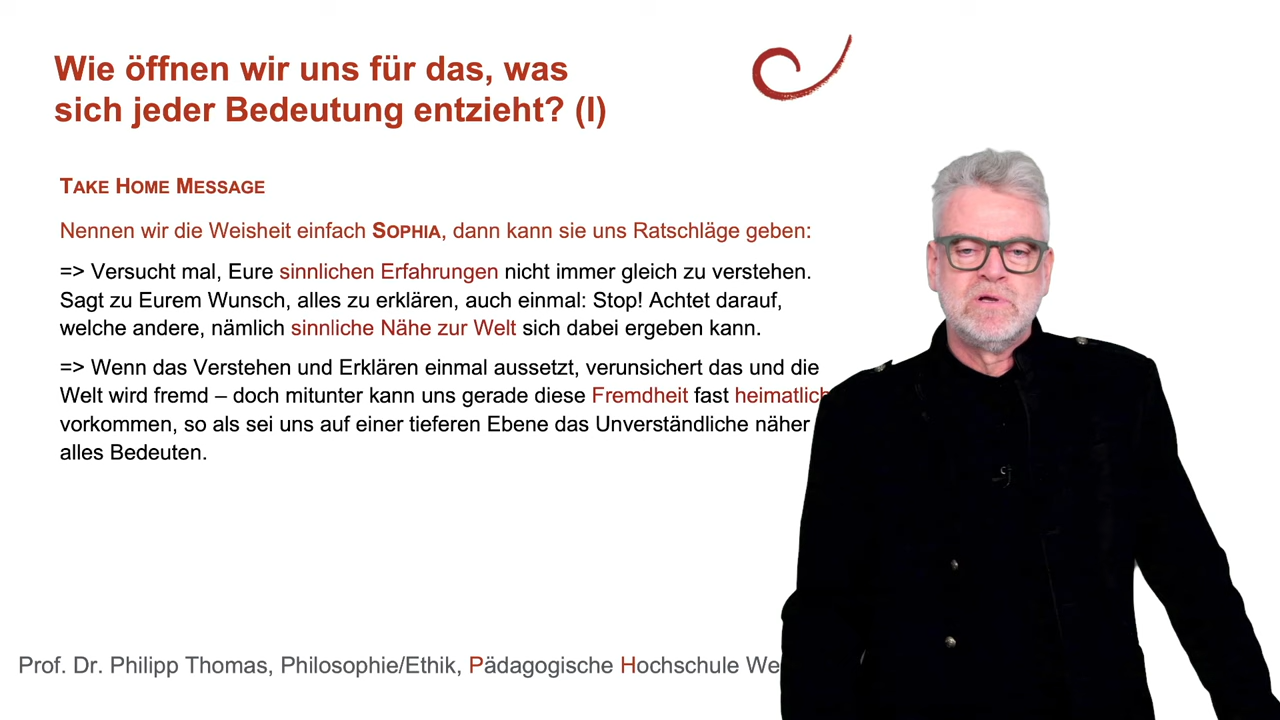 Wie öffnen wir uns für das, was
sich jeder Bedeutung entzieht? (I)
TAKE HOME MESSAGE
Nennen wir die Weisheit einfach SOPHIA, dann kann sie uns Ratschläge geben:
=> Versucht mal, Eure sinnlichen Erfahrungen nicht immer gleich zu verstehen.
Sagt zu Eurem Wunsch, alles zu erklären, auch einmal: Stop! Achtet darauf,
welche andere, nämlich sinnliche Nähe zur Welt sich dabei ergeben kann.
=> Wenn das Verstehen und Erklären einmal aussetzt, verunsichert das und die
Welt wird fremd – doch mitunter kann uns gerade diese Fremdheit fast heimatlich
vorkommen, so als sei uns auf einer tieferen Ebene das Unverständliche näher
alles Bedeuten.
Prof. Dr. Philipp Thomas, Philosophie/Ethik, Pädagogische Hochschule We